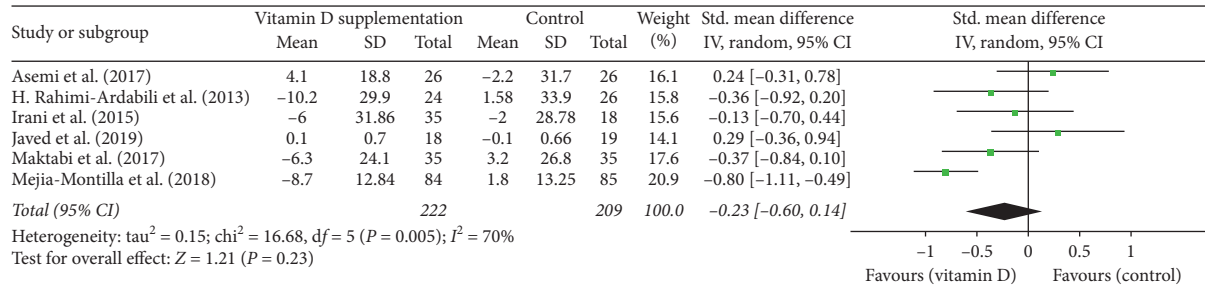 Study or subgroup Vitamin D supplementation Control Weight (%) Std. mean difference Std. mean difference
Mean SD Total Mean SD Total IV, random, 95% CI IV, random, 95% CI
Asemi et al. (2017) 4.1 18.8 26 –2.2 31.7 26 16.1 0.24 [–0.31, 0.78]
H. Rahimi-Ardabili et al. (2013) –10.2 29.9 24 1.58 33.9 26 15.8 –0.36 [–0.92, 0.20]
Irani et al. (2015) –6 31.86 35 –2 28.78 18 15.6 –0.13 [–0.70, 0.44]
Javed et al. (2019) 0.1 0.7 18 –0.1 0.66 19 14.1 0.29 [–0.36, 0.94]
Maktabi et al. (2017) –6.3 24.1 35 3.2 26.8 35 17.6 –0.37 [–0.84, 0.10]
Mejia-Montilla et al. (2018) –8.7 12.84 84 1.8 13.25 85 20.9 –0.80 [–1.11, –0.49]
Total (95% CI) 222 209 100.0 –0.23 [–0.60, 0.14]
Heterogeneity: tau² = 0.15; chi² = 16.68, df = 5 (P = 0.005); I² = 70%
Test for overall effect: Z = 1.21 (P = 0.23)
–1 –0.5 0 0.5 1
Favours (vitamin D) Favours (control)